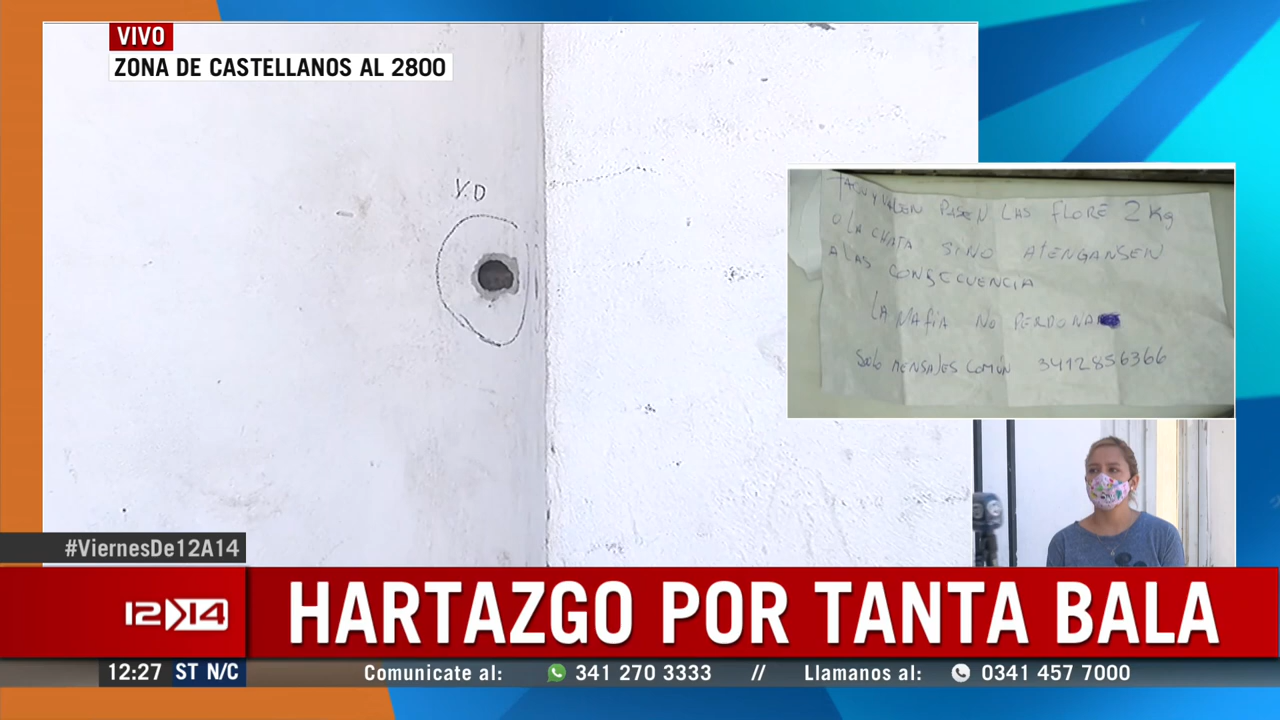 VIVO
ZONA DE CASTELLANOS AL 2800
Y.O
PASEN LAS FLORE 2 Kg
O LA CHATA SINO ATENGANSEN
A LAS CONSECUENCIA
LA MAFIA NO PERDONA
SOLO MENSAJES COMÚN 3412856366
#ViernesDe12A14
12>14
HARTAZGO POR TANTA BALA
12:27 ST N/C Comunicate al: 341 270 3333 // Llamanos al: 0341 457 7000